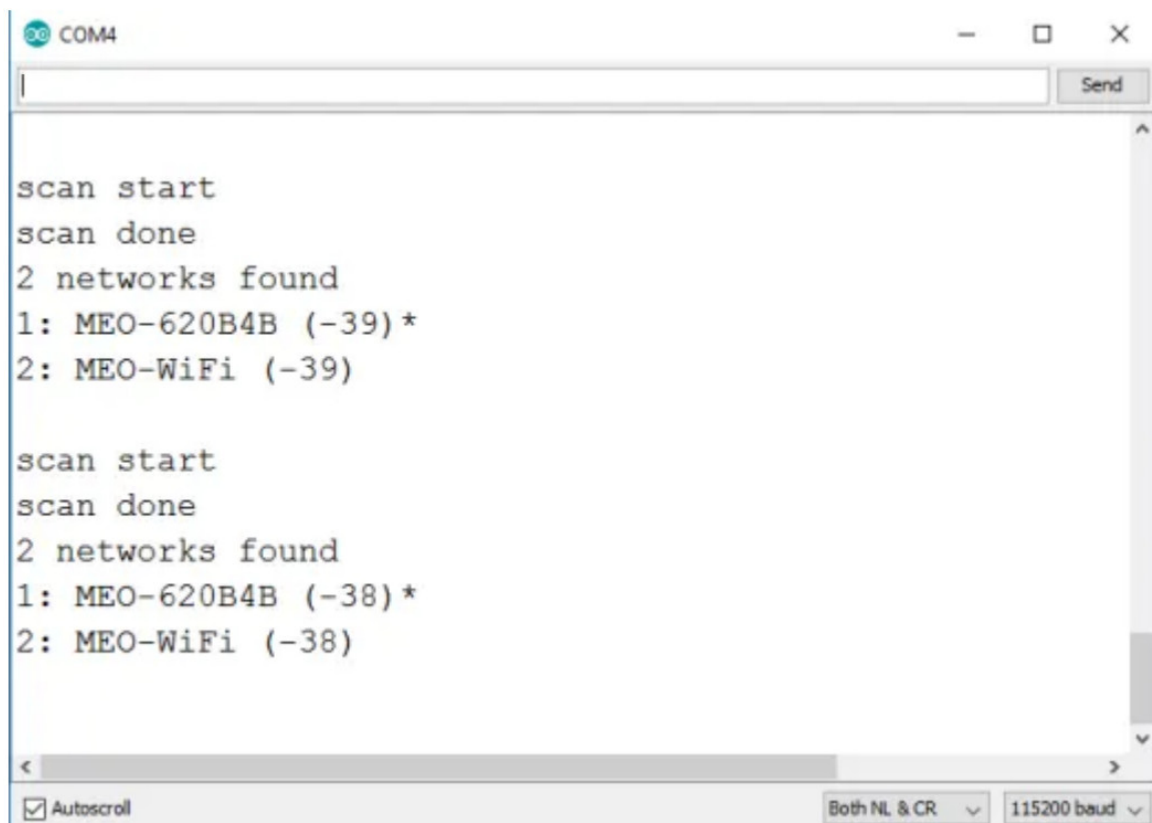 COM4
Send
scan start
scan done
2 networks found
1: MEO-620B4B (-39)*
2: MEO-WiFi (-39)
scan start
scan done
2 networks found
1: MEO-620B4B (-38)*
2: MEO-WiFi (-38)
Autoscroll
Both NL & CR
115200 baud